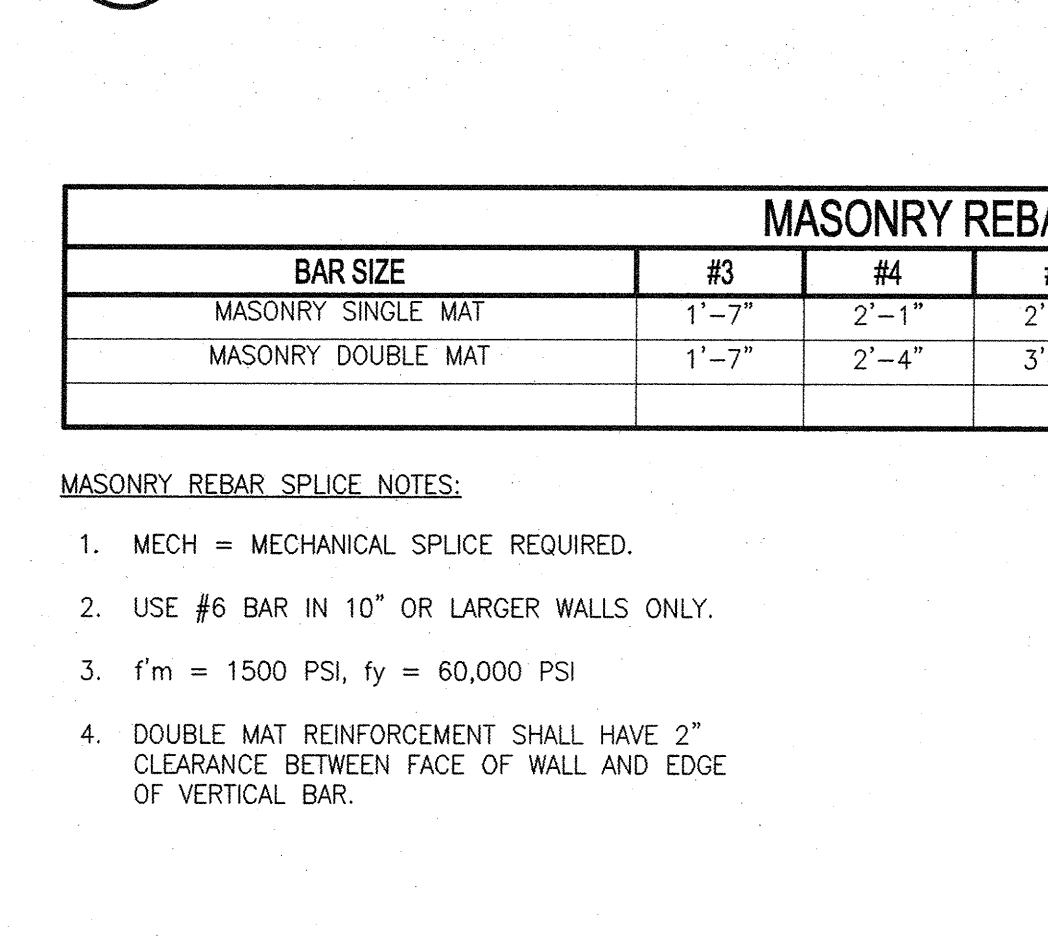 MASONRY
BAR SIZE #3 #4
MASONRY SINGLE MAT 1'-7" 2'-1"
MASONRY DOUBLE MAT 1'-7" 2'-4"
MASONRY REBAR SPLICE NOTES:
1. MECH = MECHANICAL SPLICE REQUIRED.
2. USE #6 BAR IN 10" OR LARGER WALLS ONLY.
3. f'm = 1500 PSI, fy = 60,000 PSI
4. DOUBLE MAT REINFORCEMENT SHALL HAVE 2"
CLEARANCE BETWEEN FACE OF WALL AND EDGE
OF VERTICAL BAR.